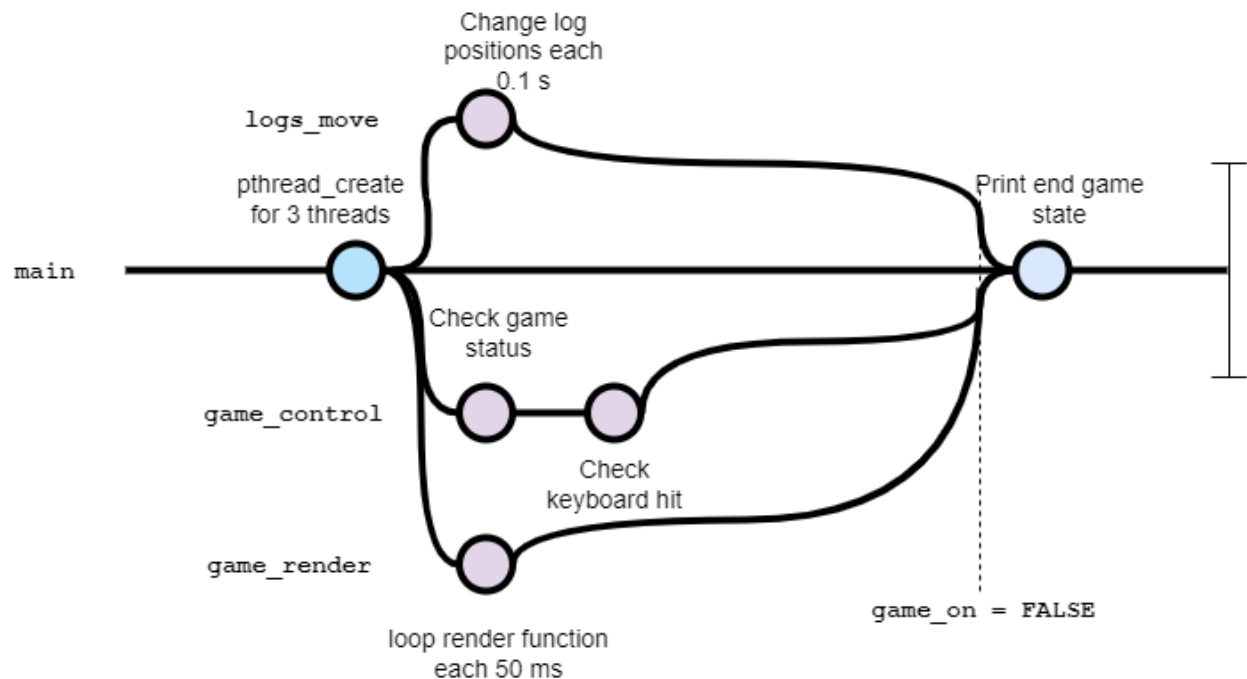 Change log
positions each
0.1 s
logs_move
pthread_create
for 3 threads
Print end game
state
main
Check game
status
game_control
Check
keyboard hit
game_render
game_on = FALSE
loop render function
each 50 ms